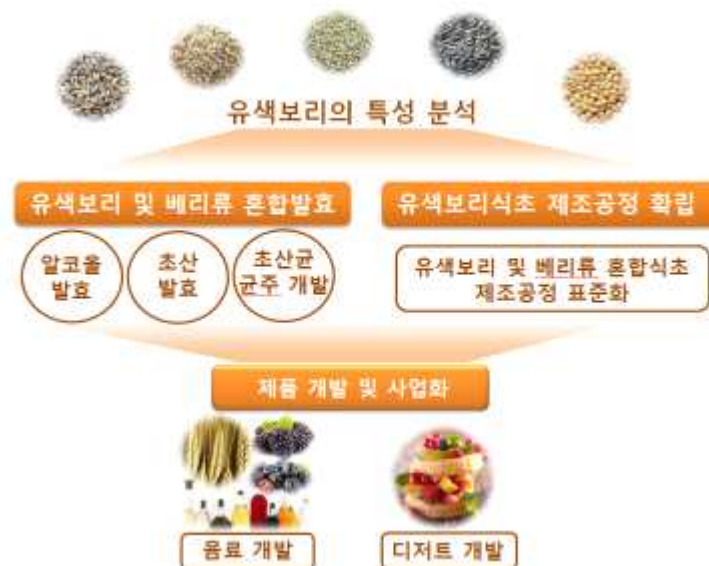 유색보리의 특성 분석
유색보리 및 베리류 혼합발효
유색보리식초 제조공정 확립
알코올
발효
초산
발효
초산균
균주 개발
유색보리 및 베리류 혼합식초
제조공정 표준화
제품 개발 및 사업화
음료 개발
디저트 개발